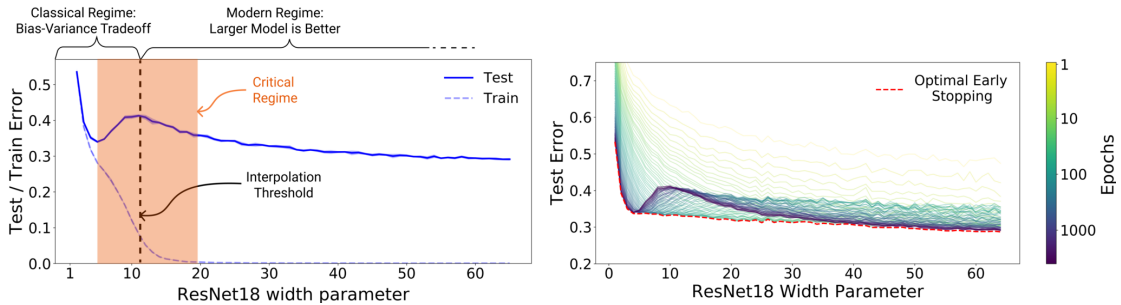 Classical Regime:
Bias-Variance Tradeoff
Modern Regime:
Larger Model is Better
Critical
Regime
Test
Train
Interpolation
Threshold
Test / Train Error
0.5
0.4
0.3
0.2
0.1
0.0
1 10 20 30 40 50 60
ResNet18 width parameter
Optimal Early
Stopping
Test Error
0.7
0.6
0.5
0.4
0.3
0.2
0 10 20 30 40 50 60
ResNet18 Width Parameter
1
10
100
1000
Epochs